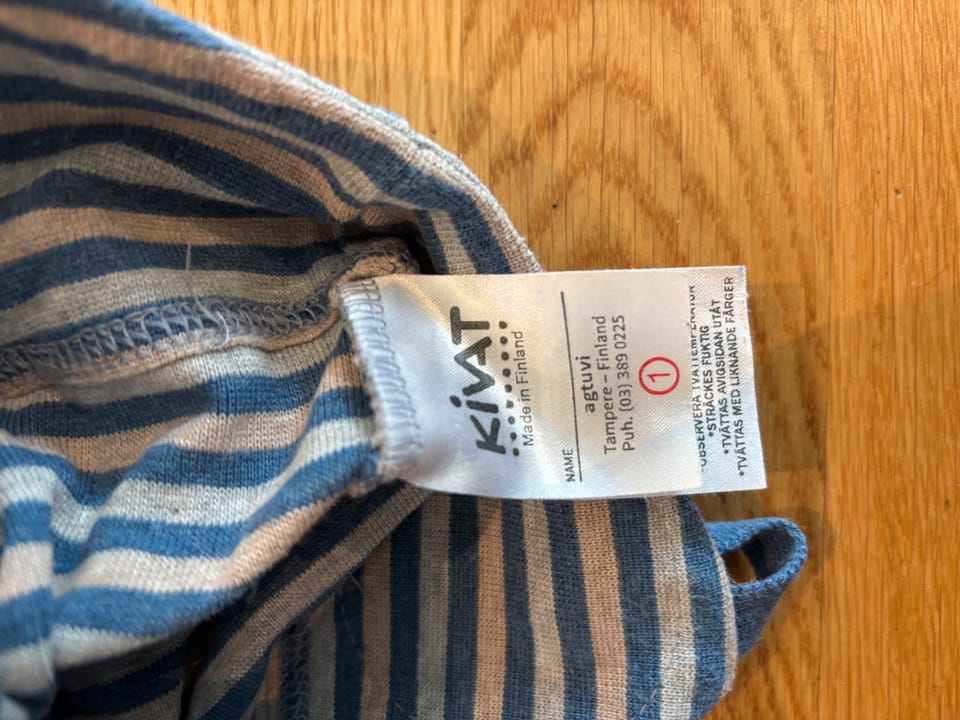 KIVAT
Made in Finland
NAME
agtuvi
Tampere – Finland
Puh. (03) 389 0225
1
*OBSERVERA TVÄTTEMPERATUR
*STRÄCKES FUKTIG
*TVÄTTAS AVIGSIDAN UTÅT
*TVÄTTAS MED LIKNANDE FÄRGER